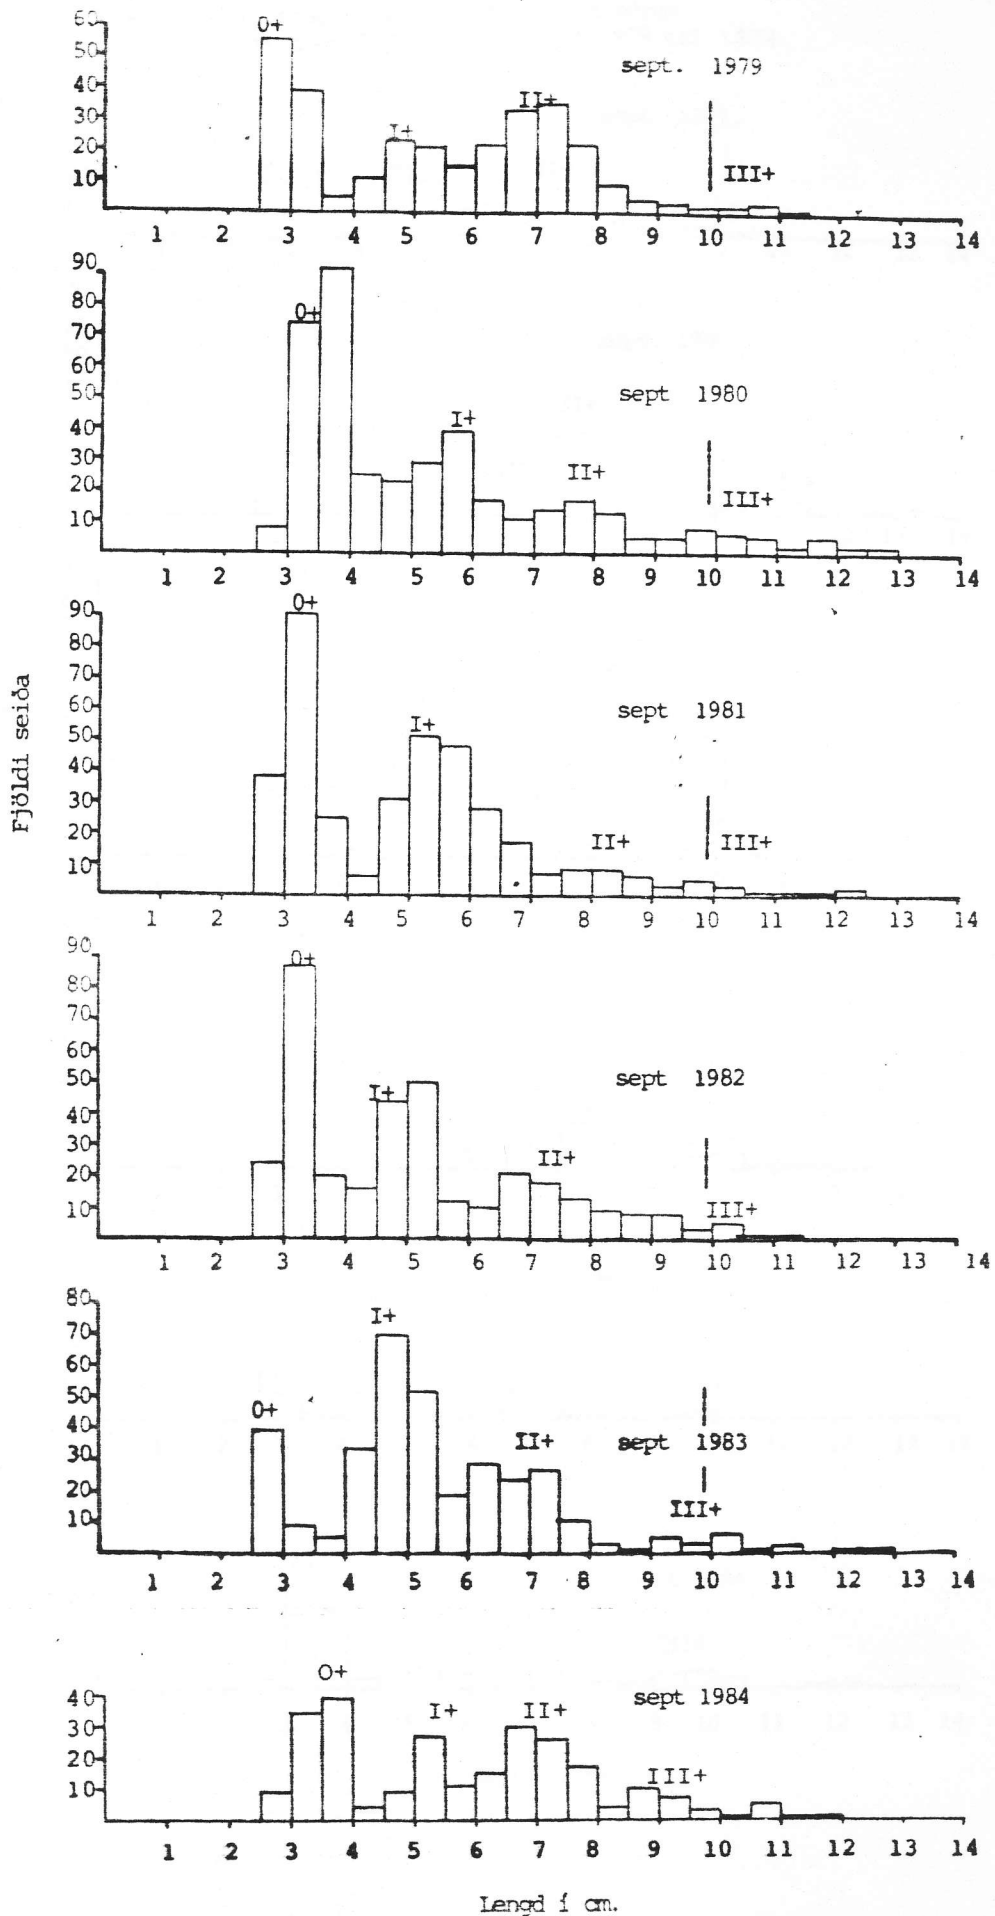 60
0+
50
sept. 1979
40
II+
30
I+
20
III+
10
1 2 3 4 5 6 7 8 9 10 11 12 13 14
90
80
0+
70
60
50
sept 1980
40
I+
30
II+
20
III+
10
1 2 3 4 5 6 7 8 9 10 11 12 13 14
0+
90
80
70
60
sept 1981
50
I+
40
30
20
II+ III+
10
1 2 3 4 5 6 7 8 9 10 11 12 13 14
Fjöldi seiða
90
0+
80
70
60
sept 1982
50
I+
40
30
II+
20
III+
10
1 2 3 4 5 6 7 8 9 10 11 12 13 14
80
I+
70
60
50
0+
40
II+ sept 1983
30
20
III+
10
1 2 3 4 5 6 7 8 9 10 11 12 13 14
0+
sept 1984
40
I+ II+
30
20
III+
10
1 2 3 4 5 6 7 8 9 10 11 12 13 14
Lengd í cm.